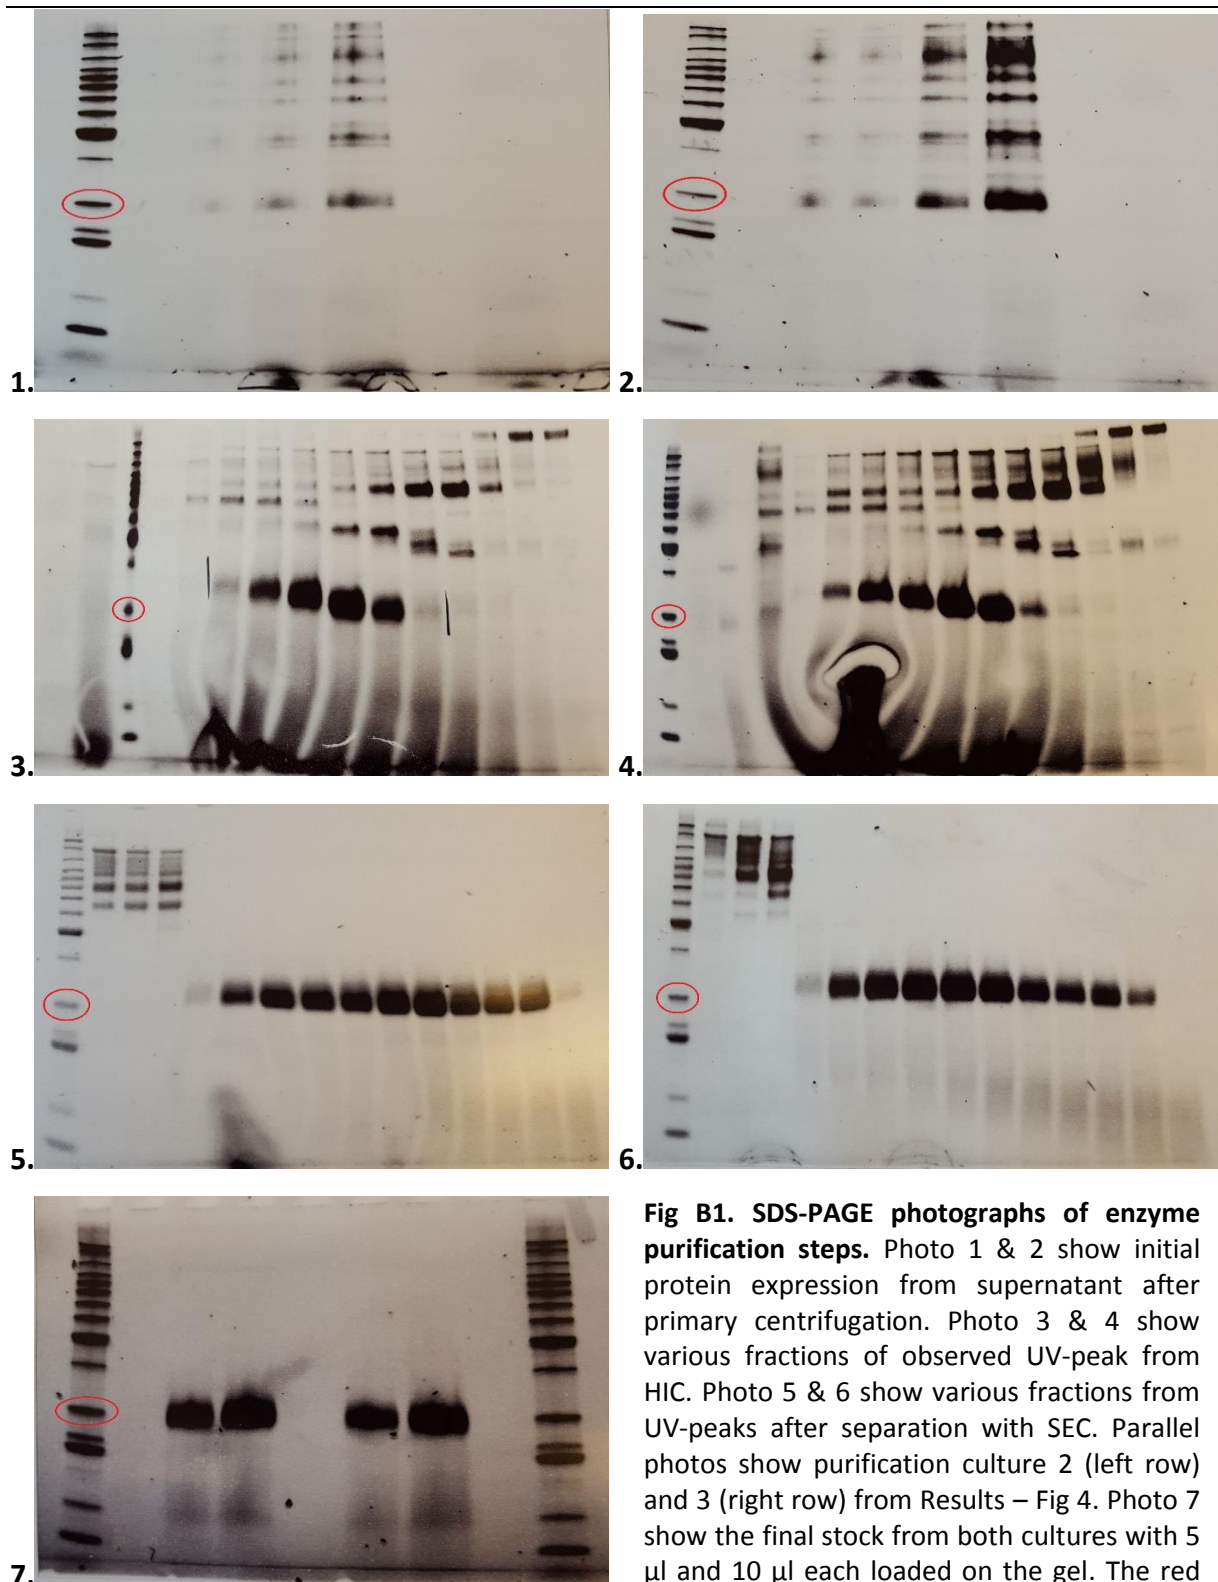 1.
2.
3.
4.
5.
6.
7.
Fig B1. SDS-PAGE photographs of enzyme
purification steps. Photo 1 & 2 show initial
protein expression from supernatant after
primary centrifugation. Photo 3 & 4 show
various fractions of observed UV-peak from
HIC. Photo 5 & 6 show various fractions from
UV-peaks after separation with SEC. Parallel
photos show purification culture 2 (left row)
and 3 (right row) from Results – Fig 4. Photo 7
show the final stock from both cultures with 5
µl and 10 µl each loaded on the gel. The red